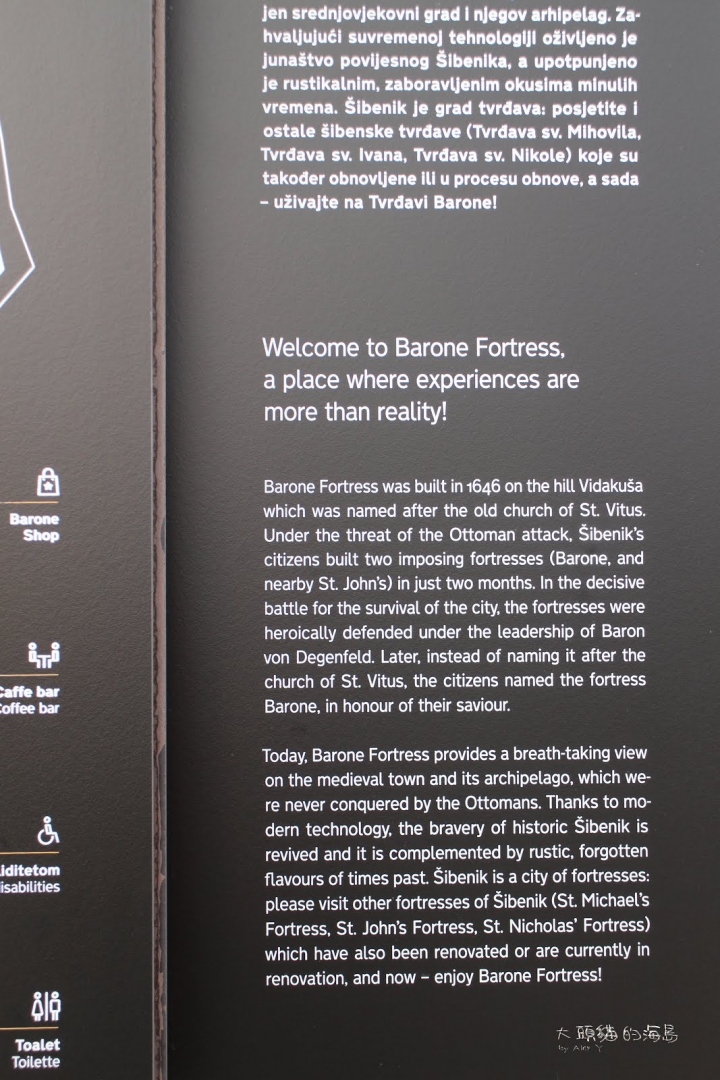 jen srednjovjekovni grad i njegov arhipelag. Za-
hvaljujući suvremenoj tehnologiji oživljeno je
junaštvo povijesnog Šibenika, a upotpunjeno
je rustikalnim, zaboravljenim okusima minulih
vremena. Šibenik je grad tvrđava: posjetite i
ostale šibenske tvrđave (Tvrđava sv. Mihovila,
Tvrđava sv. Ivana, Tvrđava sv. Nikole) koje su
također obnovljene ili u procesu obnove, a sada
– uživajte na Tvrđavi Barone!
Welcome to Barone Fortress,
a place where experiences are
more than reality!
Barone Fortress was built in 1646 on the hill Vidakuša
which was named after the old church of St. Vitus.
Under the threat of the Ottoman attack, Šibenik's
citizens built two imposing fortresses (Barone, and
nearby St. John's) in just two months. In the decisive
battle for the survival of the city, the fortresses were
heroically defended under the leadership of Baron
von Degenfeld. Later, instead of naming it after the
church of St. Vitus, the citizens named the fortress
Barone, in honour of their saviour.
Today, Barone Fortress provides a breath-taking view
on the medieval town and its archipelago, which we-
re never conquered by the Ottomans. Thanks to mo-
dern technology, the bravery of historic Šibenik is
revived and it is complemented by rustic, forgotten
flavours of times past. Šibenik is a city of fortresses:
please visit other fortresses of Šibenik (St. Michael's
Fortress, St. John's Fortress, St. Nicholas' Fortress)
which have also been renovated or are currently in
renovation, and now – enjoy Barone Fortress!
Barone
Shop
Caffe bar
Coffee bar
iditetom
isabilities
Toalet
Toilette
大頭貓的海島
by Alex Y